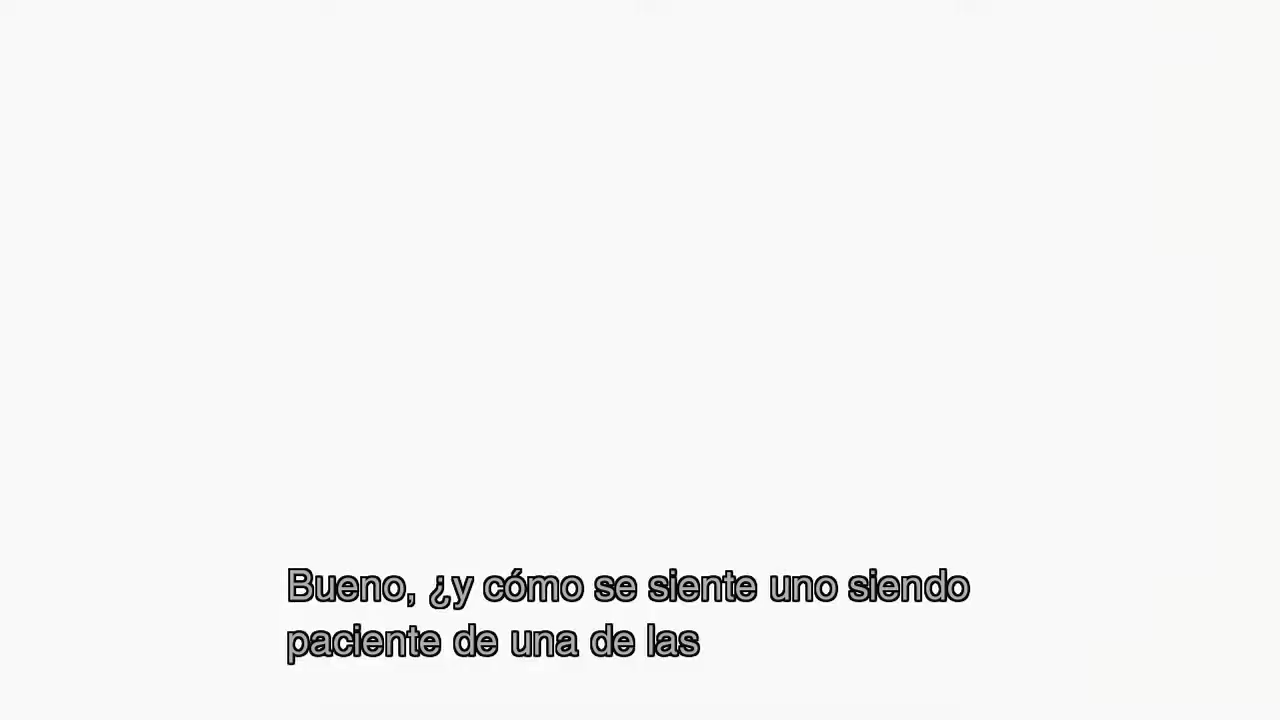 Bueno, ¿y cómo se siente uno siendo
paciente de una de las